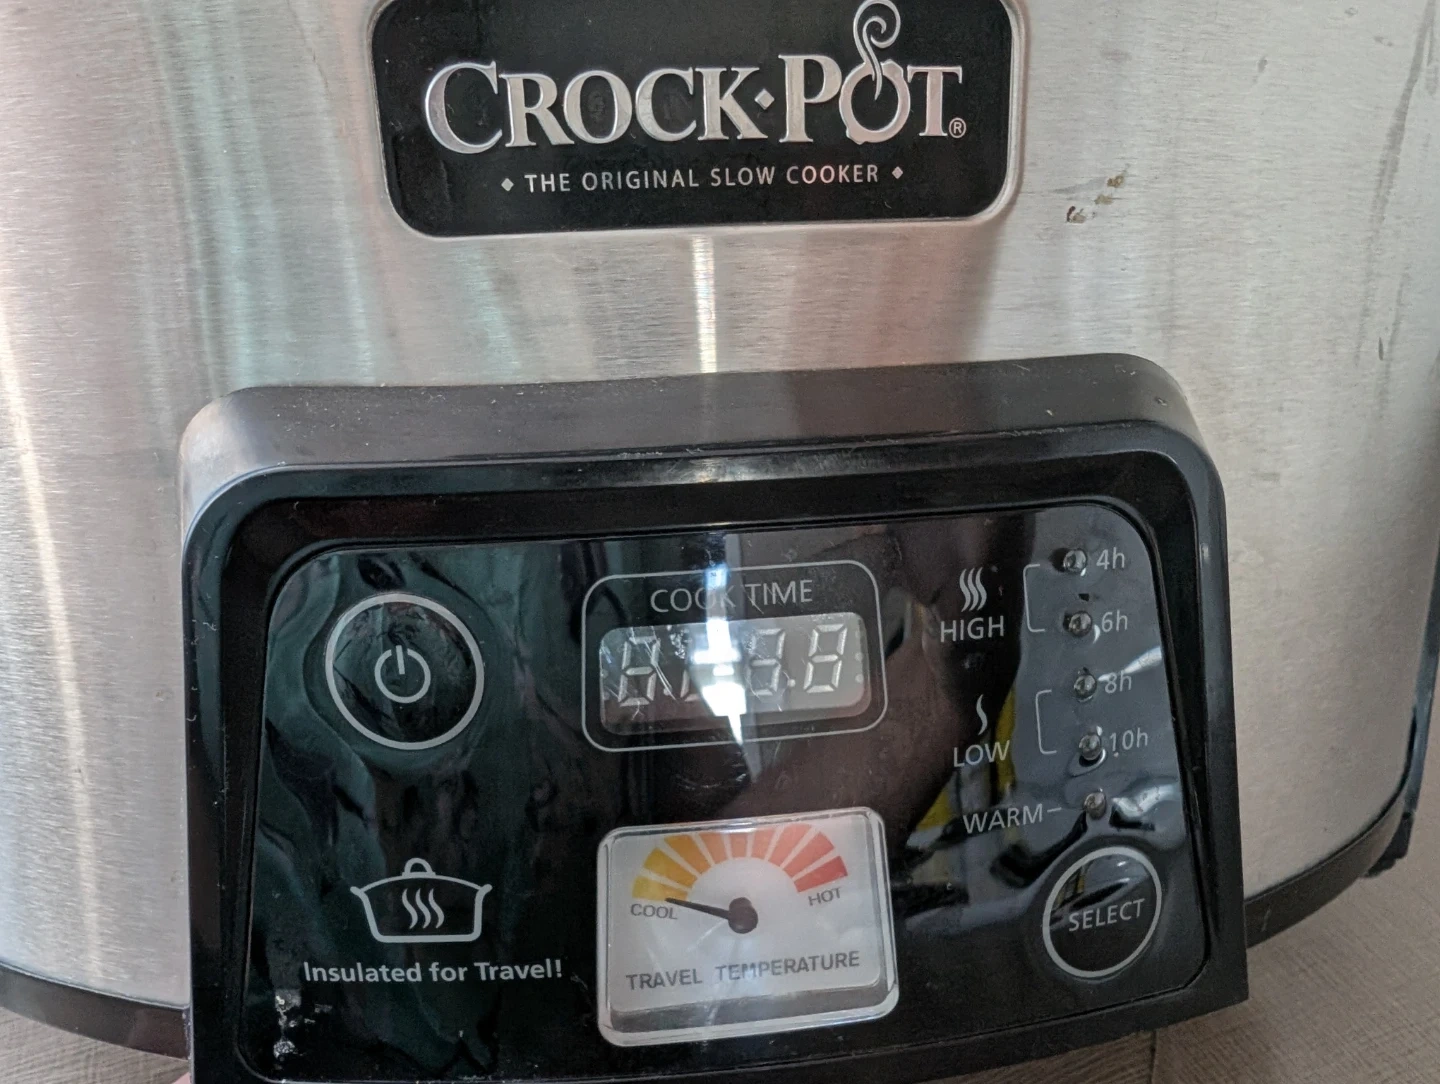 CROCK·POT®
◆ THE ORIGINAL SLOW COOKER ◆
COOK TIME
HIGH
4h
6h
LOW
8h
10h
WARM
SELECT
COOL
HOT
TRAVEL TEMPERATURE
Insulated for Travel!